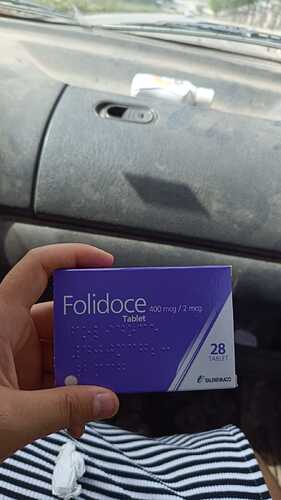 Folidoce 400 mcg / 2 mcg
Tablet
28
TABLET